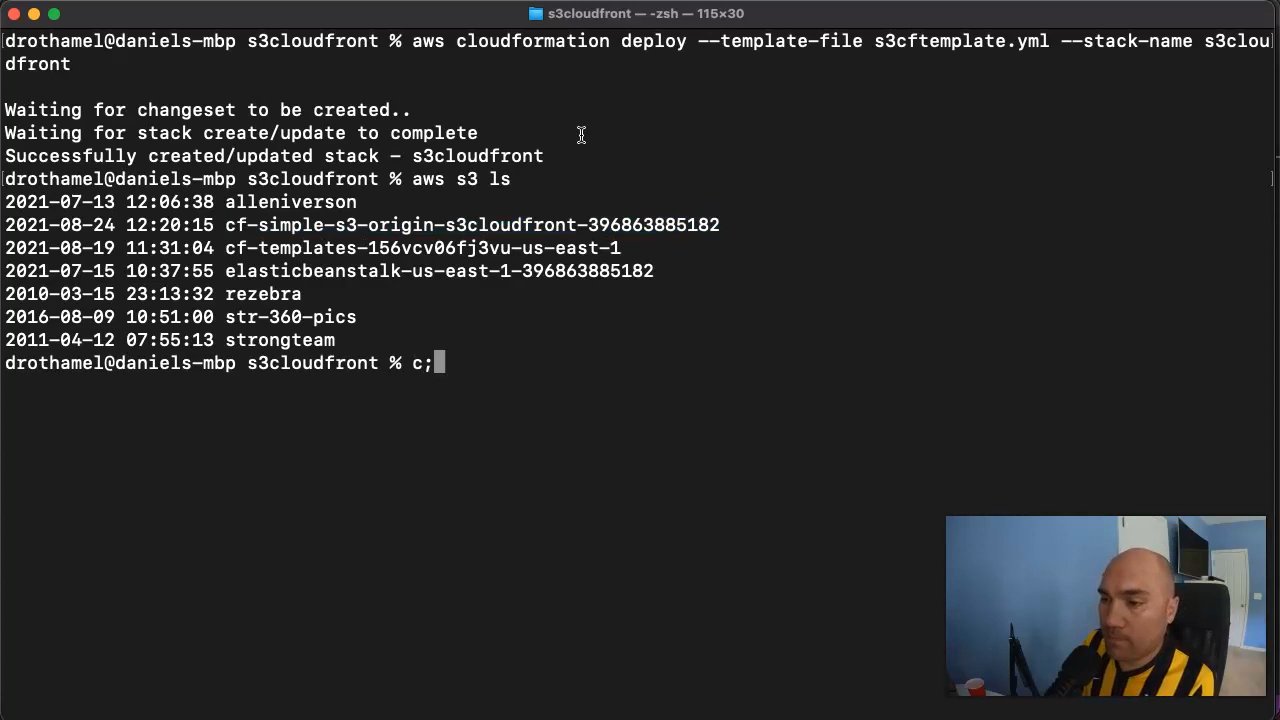 s3cloudfront — -zsh — 115×30
drothamel@daniels-mbp s3cloudfront % aws cloudformation deploy --template-file s3cftemplate.yml --stack-name s3clou
dfront
Waiting for changeset to be created..
Waiting for stack create/update to complete
Successfully created/updated stack - s3cloudfront
drothamel@daniels-mbp s3cloudfront % aws s3 ls
2021-07-13 12:06:38 alleniverson
2021-08-24 12:20:15 cf-simple-s3-origin-s3cloudfront-396863885182
2021-08-19 11:31:04 cf-templates-156vcv06fj3vu-us-east-1
2021-07-15 10:37:55 elasticbeanstalk-us-east-1-396863885182
2010-03-15 23:13:32 rezebra
2016-08-09 10:51:00 str-360-pics
2011-04-12 07:55:13 strongteam
drothamel@daniels-mbp s3cloudfront % c;